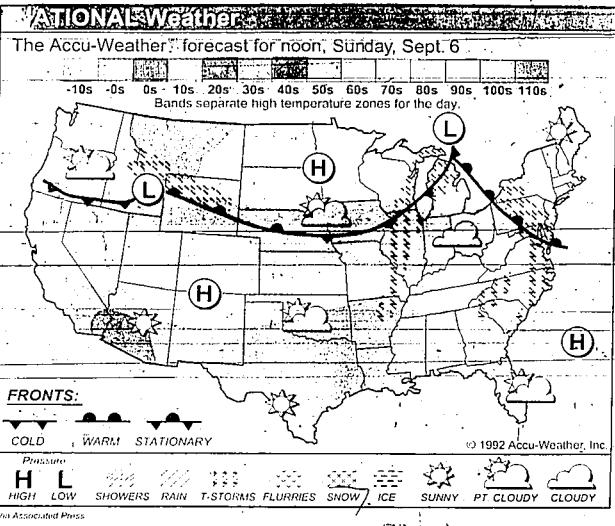 ATIONAL Weather
The Accu-Weather® forecast for noon, Sunday, Sept. 6
-10s -0s 0s 10s 20s 30s 40s 50s 60s 70s 80s 90s 100s 110s
Bands separate high temperature zones for the day.
L
H
L
H
H
FRONTS:
COLD WARM STATIONARY
© 1992 Accu-Weather, Inc.
Pressure
H L
HIGH LOW SHOWERS RAIN T-STORMS FLURRIES SNOW ICE SUNNY PT. CLOUDY CLOUDY
Via Associated Press